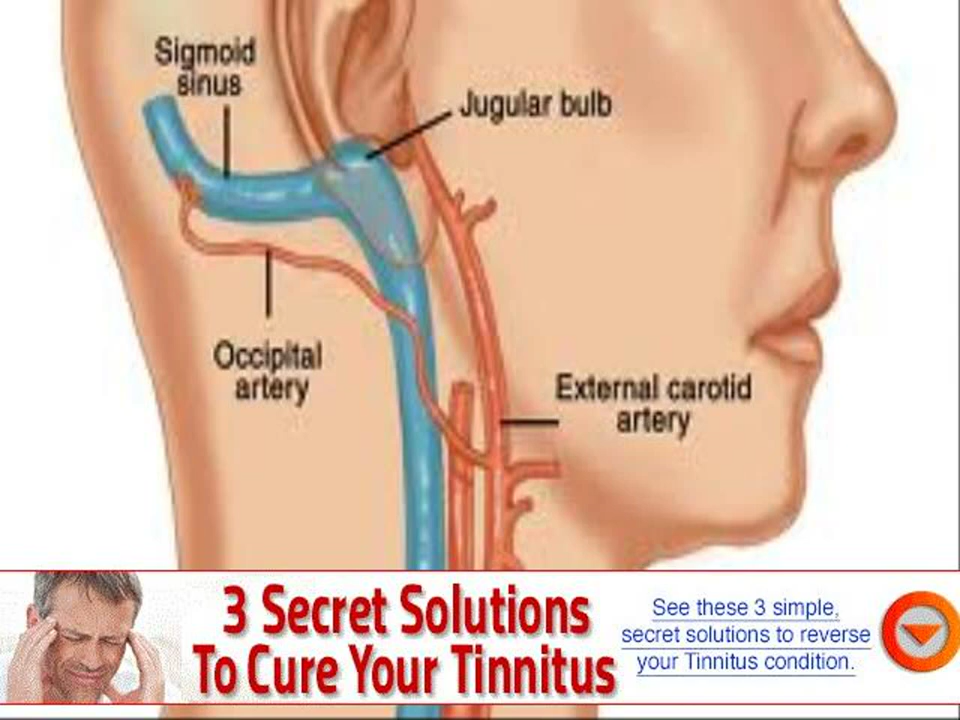 Sigmoid
sinus
Jugular bulb
Occipital
artery
External carotid
artery
3 Secret Solutions
To Cure Your Tinnitus
See these 3 simple,
secret solutions to reverse
your Tinnitus condition.